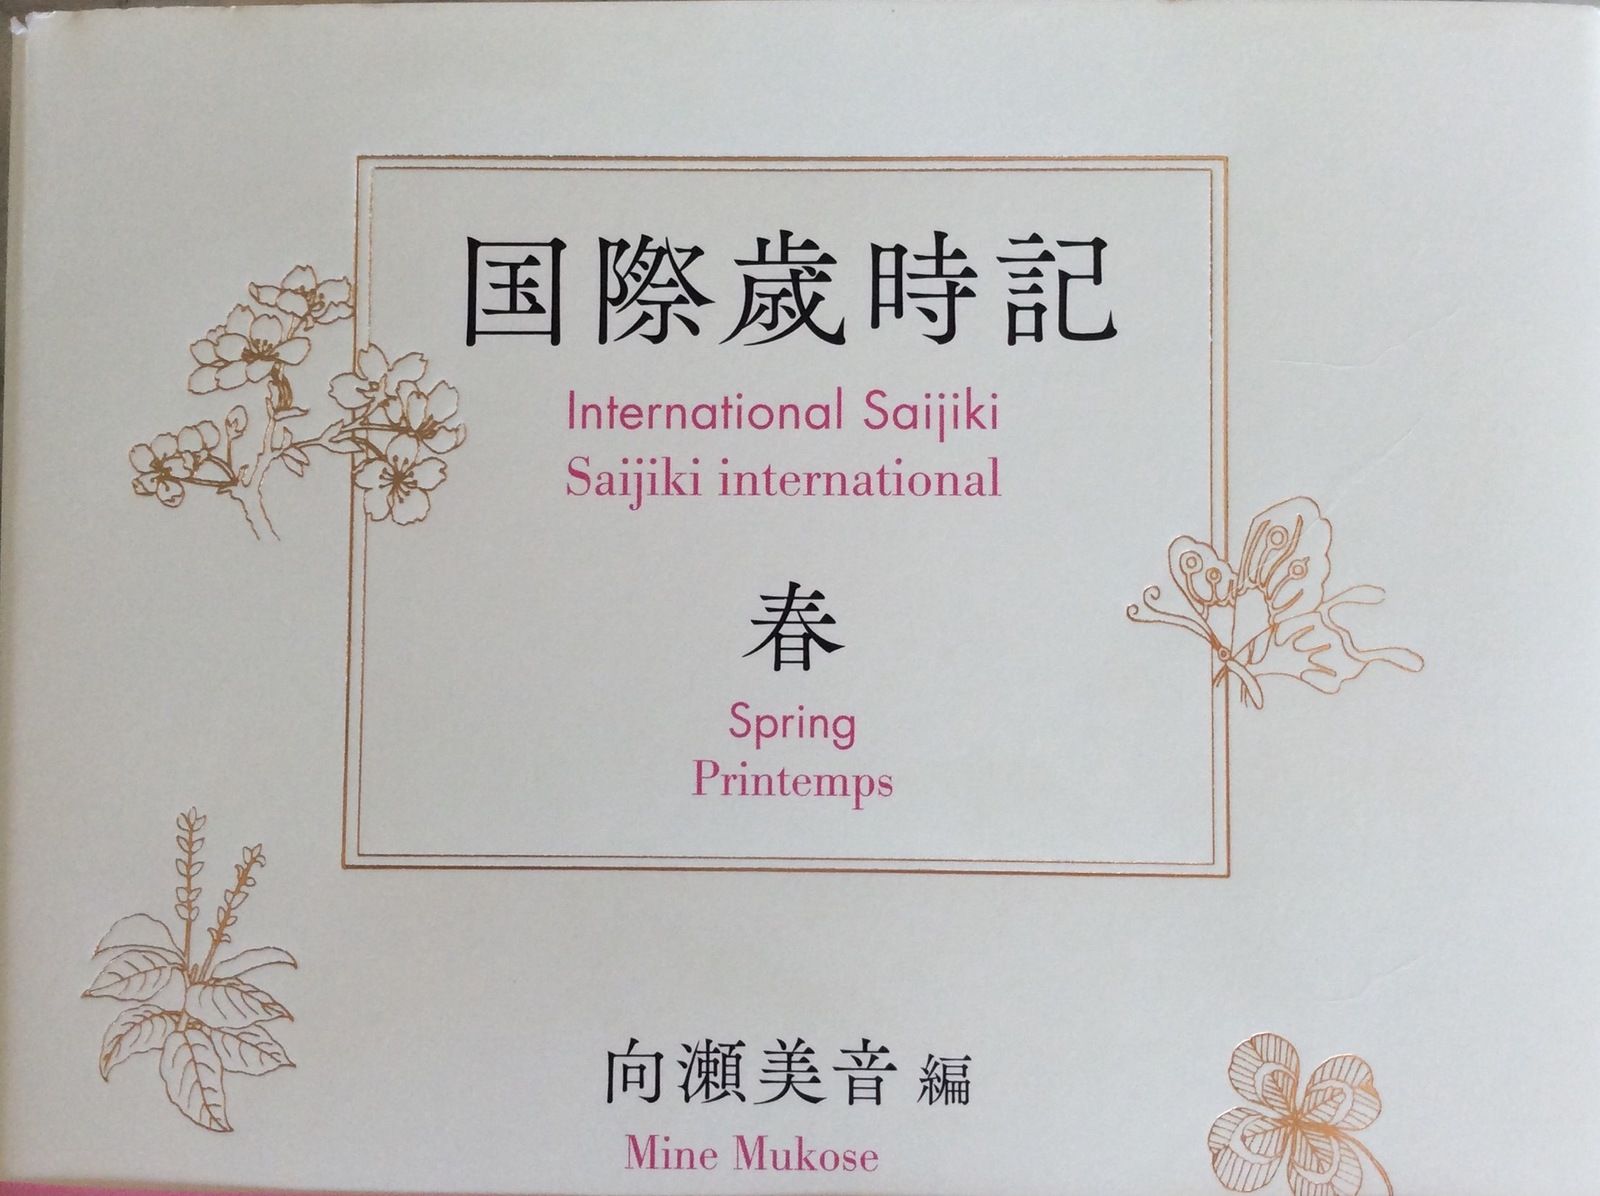 国際歳時記
International Saijiki
Saijiki international
春
Spring
Printemps
向瀬美音 編
Mine Mukose